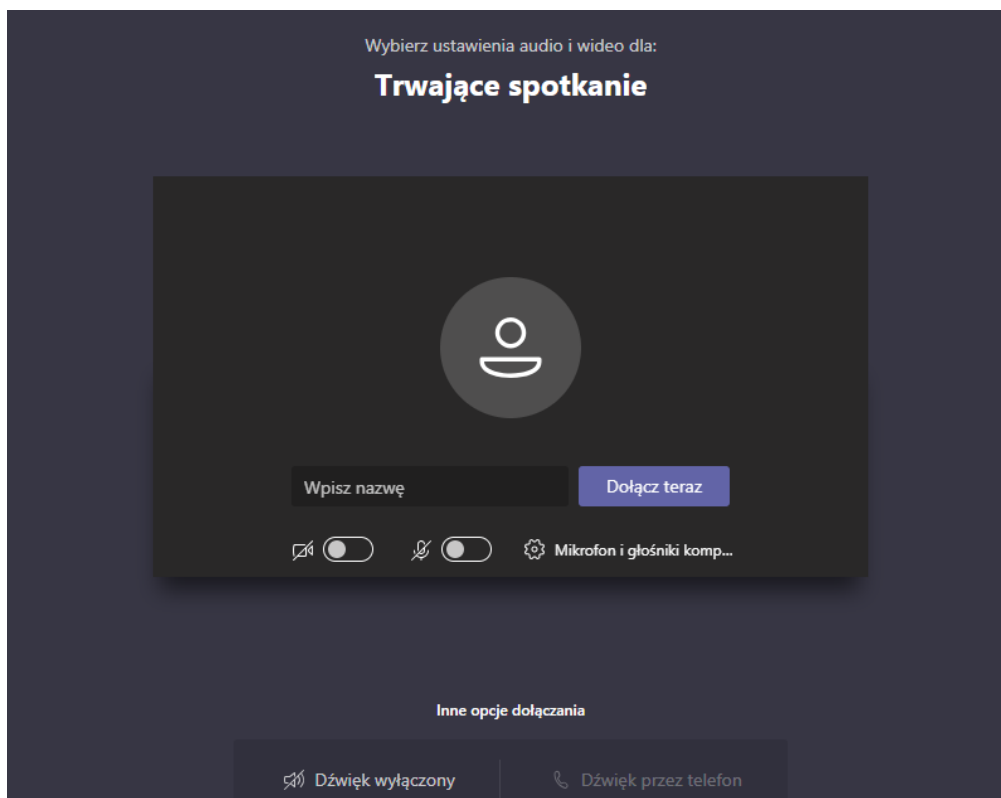 Wybierz ustawienia audio i wideo dla:
Trwające spotkanie
Wpisz nazwę
Dołącz teraz
Mikrofon i głośniki komp...
Inne opcje dołączania
Dźwięk wyłączony
Dźwięk przez telefon